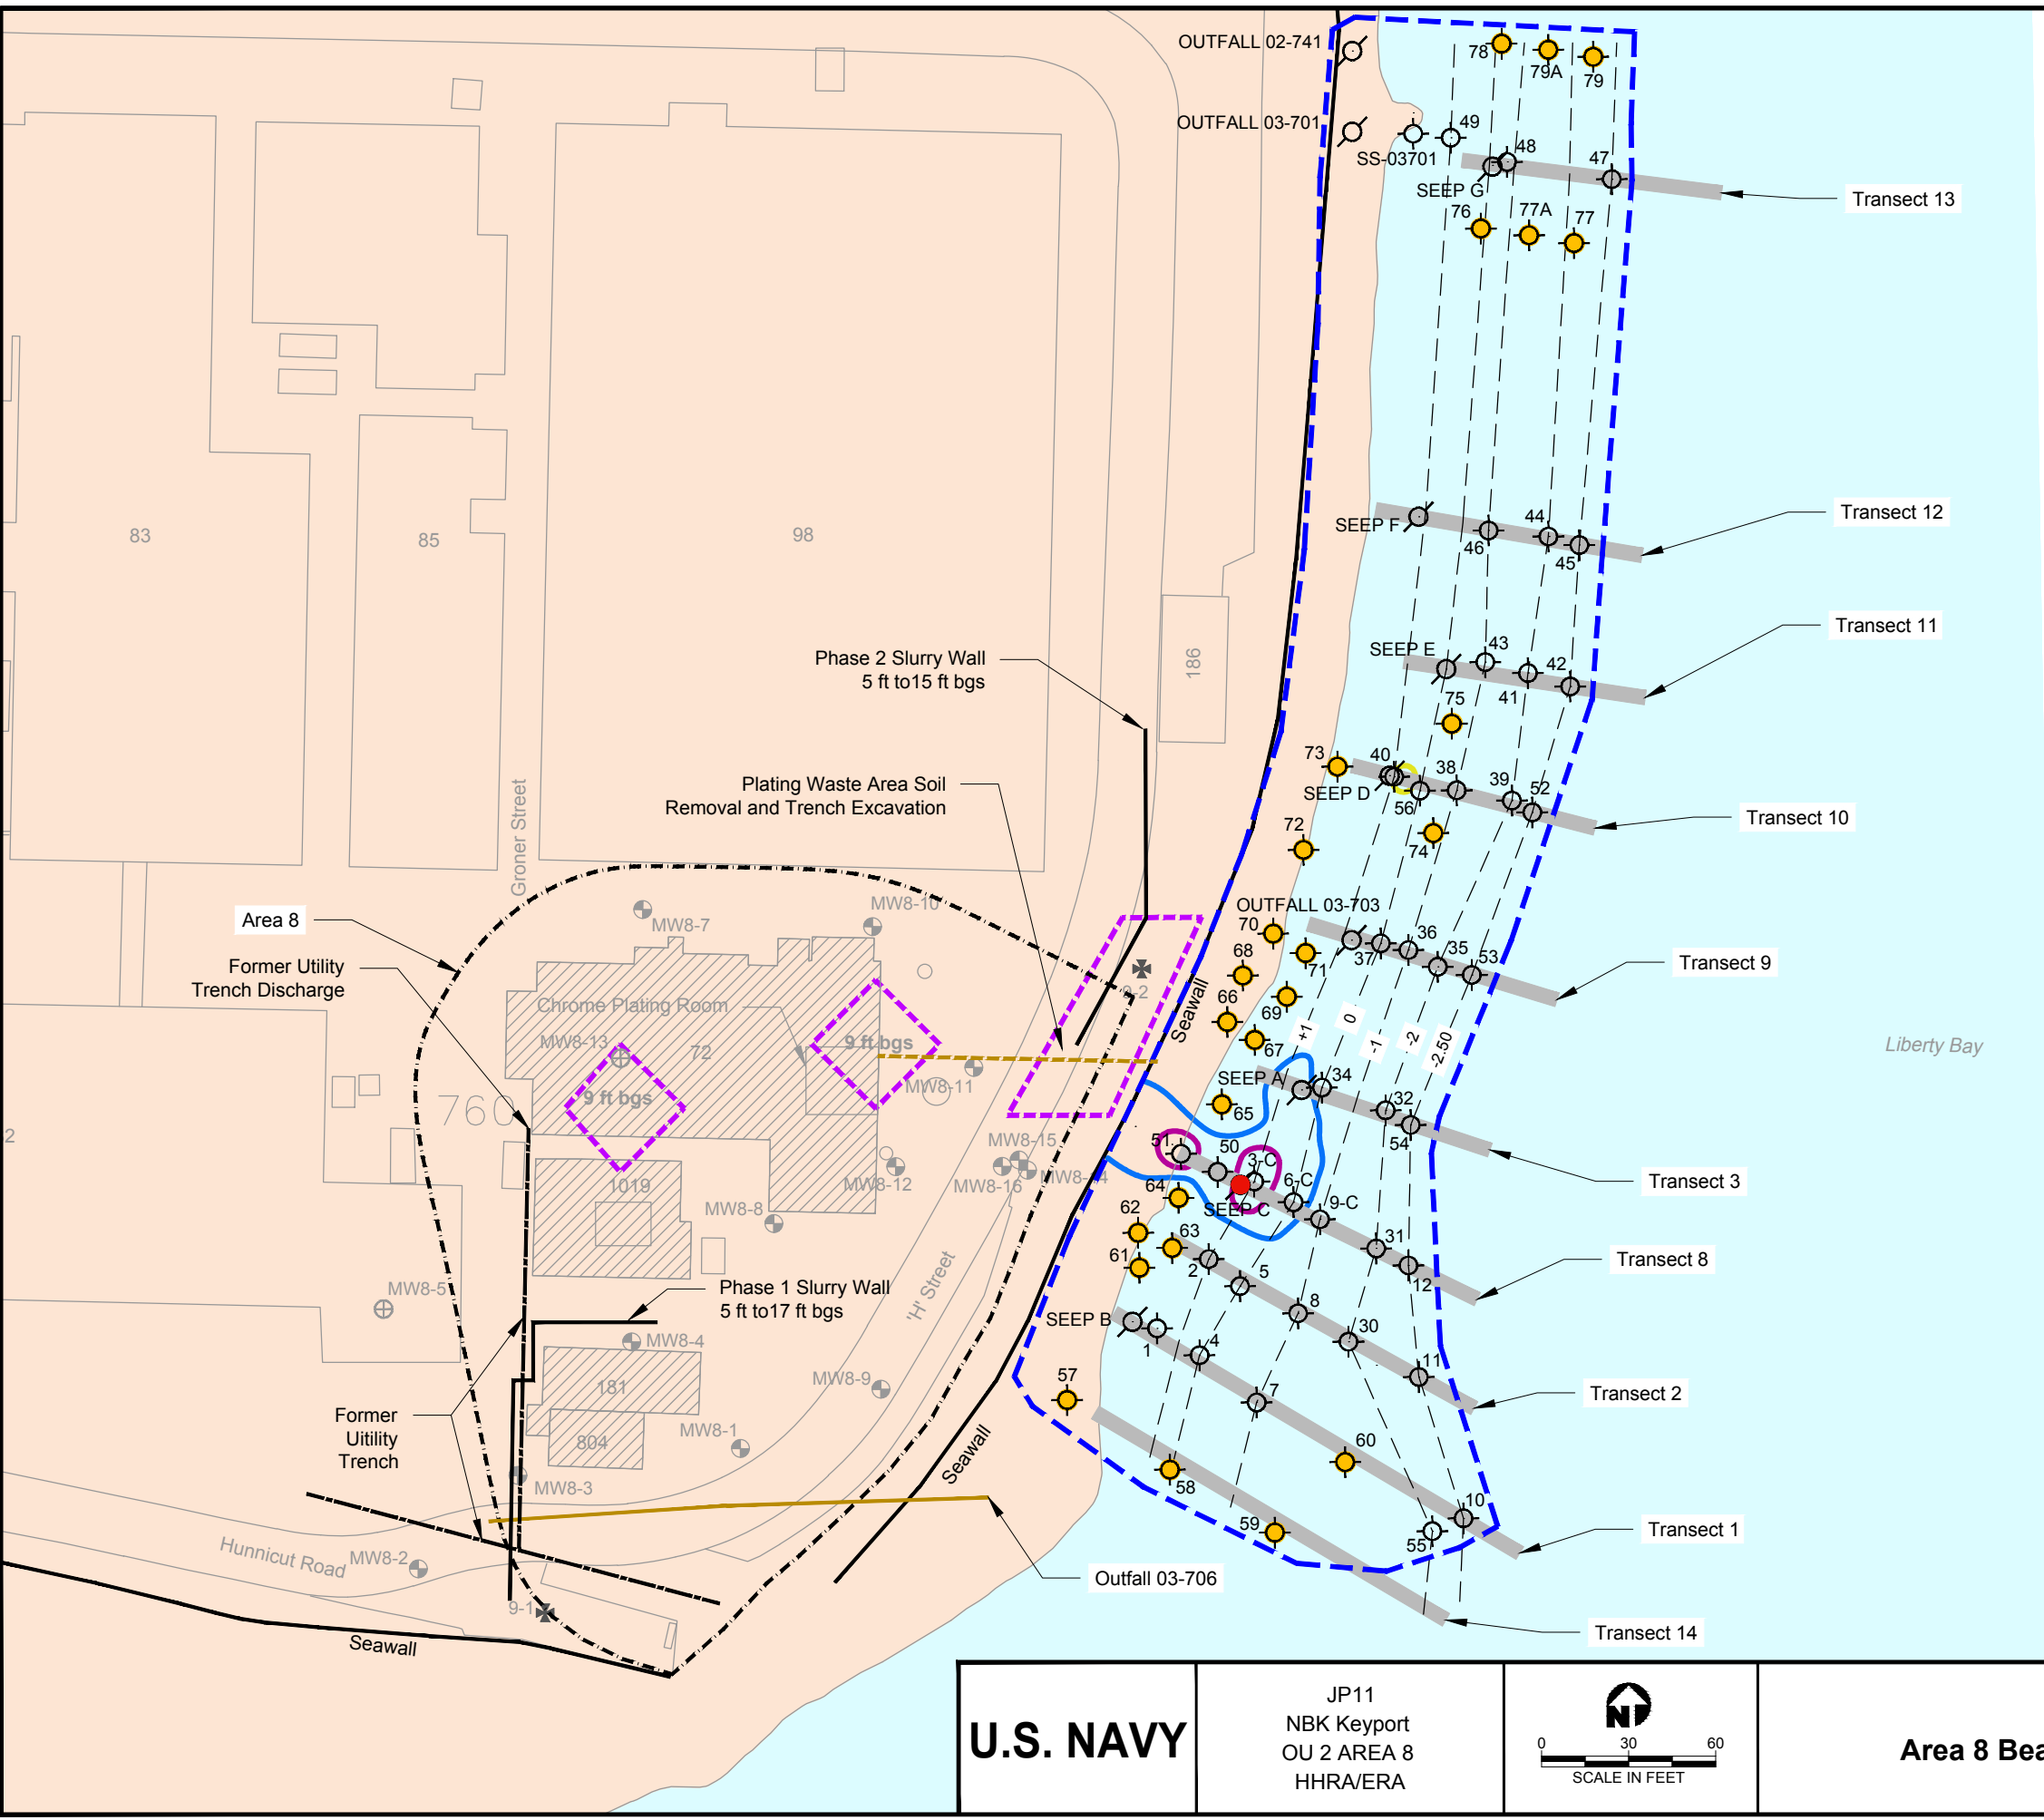 OUTFALL 02-741
78
79A
79
OUTFALL 03-701
49
SS-03701
48
47
SEEP G
Transect 13
76
77A
77
83
85
98
SEEP F
46
44
45
Transect 12
186
Phase 2 Slurry Wall
5 ft to15 ft bgs
SEEP E
43
42
41
Transect 11
75
73
40
38
39
52
SEEP D
56
Transect 10
Plating Waste Area Soil
Removal and Trench Excavation
Groner Street
72
74
OUTFALL 03-703
Area 8
MW8-7
MW8-10
70
37
36
35
53
Transect 9
Former Utility
Trench Discharge
68
71
9-2
Chrome Plating Room
MW8-13
72
9 ft bgs
66
69
67
Seawall
+1
0
-1
-2
-2.50
Liberty Bay
MW8-11
760
9 ft bgs
SEEP A
34
65
32
54
2
MW8-15
51
50
3-C
Transect 3
MW8-12
MW8-16
MW8-14
1019
64
6-C
9-C
SEEP C
MW8-8
62
63
31
12
Transect 8
61
2
5
MW8-5
Phase 1 Slurry Wall
5 ft to17 ft bgs
'H' Street
SEEP B
1
8
4
30
MW8-4
11
181
MW8-9
57
7
Transect 2
Former
Uitility
Trench
804
MW8-1
Seawall
60
MW8-3
58
10
59
55
Transect 1
Hunnicut Road
MW8-2
Outfall 03-706
9-1
Seawall
Transect 14
U.S. NAVY
JP11
NBK Keyport
OU 2 AREA 8
HHRA/ERA
N
0 30 60
SCALE IN FEET
Area 8 Bea